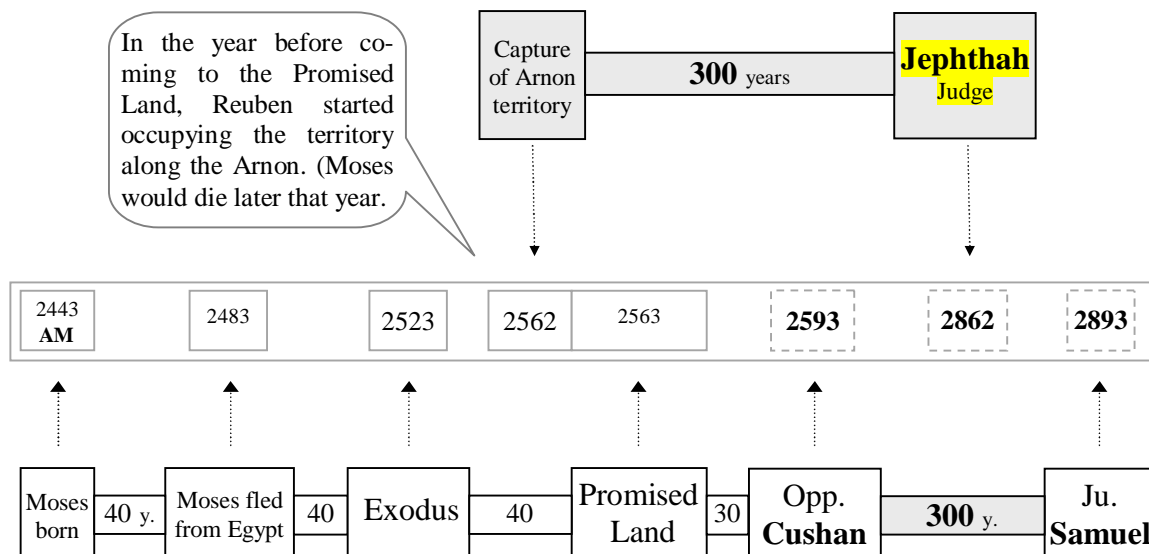 In the year before co-
ming to the Promised
Land, Reuben started
occupying the territory
along the Arnon. (Moses
would die later that year.
Capture
of Arnon
territory
300 years
Jephthah
Judge
2443
AM
2483
2523
2562
2563
2593
2862
2893
Moses
born
40 y.
Moses fled
from Egypt
40
Exodus
40
Promised
Land
30
Opp.
Cushan
300 y.
Ju.
Samuel